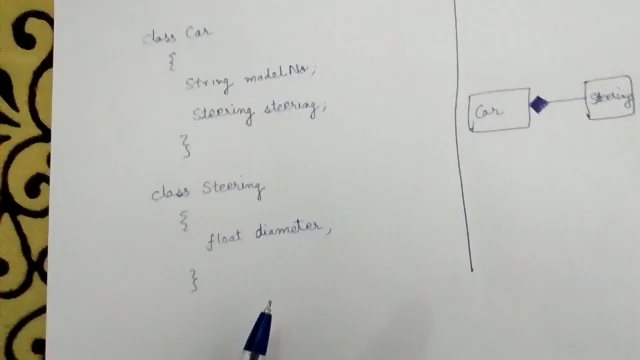 class Car
{
String modelNo;
Steering steering;
}
class Steering
{
float diameter;
}
Car
Steering